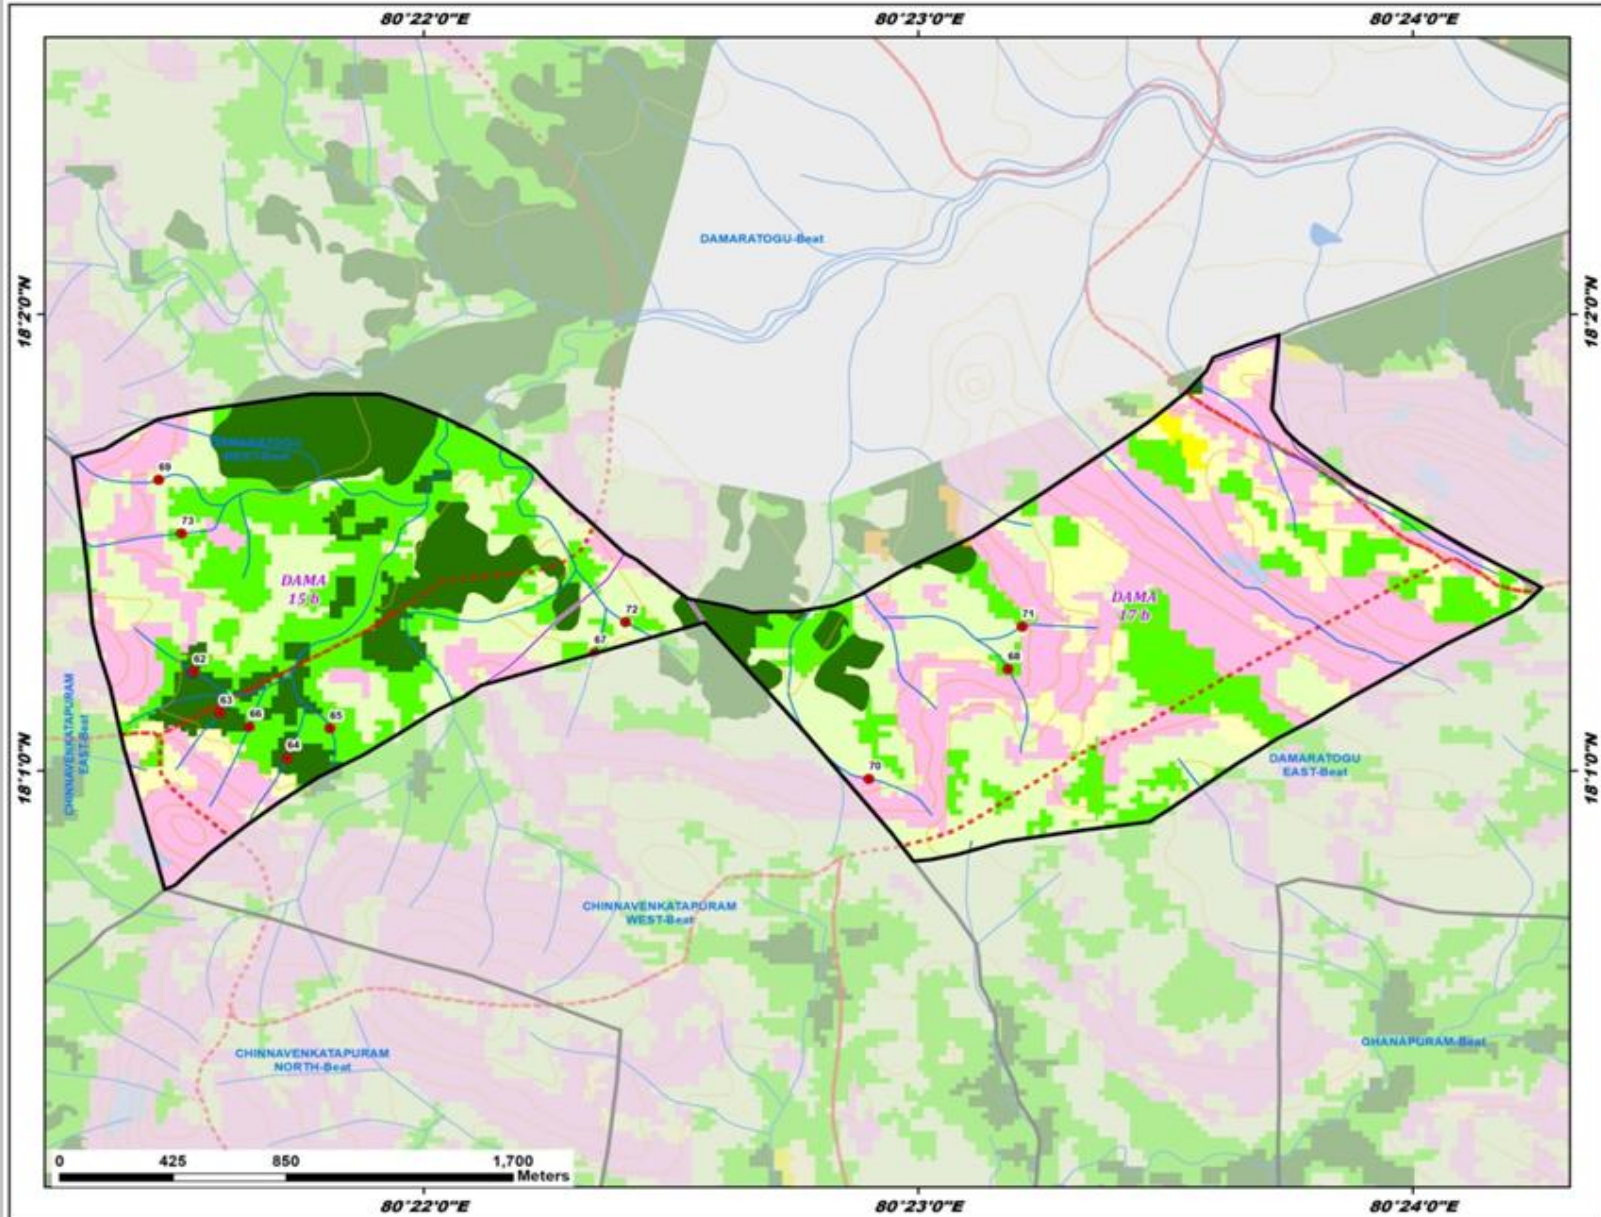 80°22'0"E 80°23'0"E 80°24'0"E
DAMARATOGU-Beat
18°2'0"N 18°2'0"N
DAMARATOGU
WEST-Beat
69
73
DAMA
15 b
DAMA
17 b
72
71
67
62
68
63
66
65
64
70
CHINNAVENKATAPURAM
EAST-Beat
18°1'0"N 18°1'0"N
DAMARATOGU
EAST-Beat
CHINNAVENKATAPURAM
WEST-Beat
CHINNAVENKATAPURAM
NORTH-Beat
GHANAPURAM-Beat
0 425 850 1,700
Meters
80°22'0"E 80°23'0"E 80°24'0"E